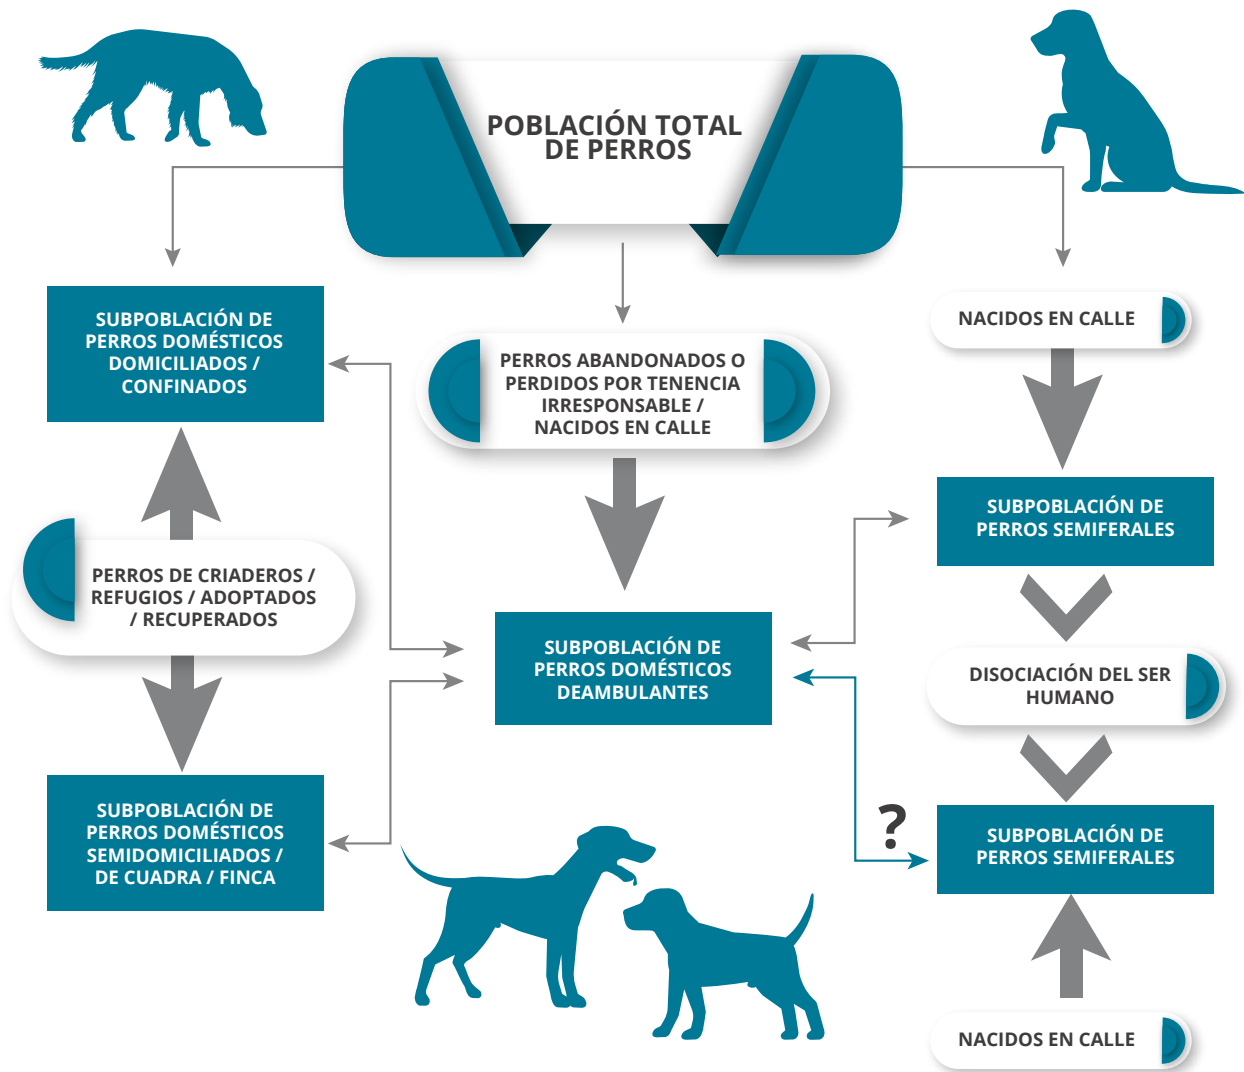 POBLACIÓN TOTAL
DE PERROS
SUBPOBLACIÓN DE
PERROS DOMÉSTICOS
DOMICILIADOS /
CONFINADOS
PERROS ABANDONADOS O
PERDIDOS POR TENENCIA
IRRESPONSABLE /
NACIDOS EN CALLE
NACIDOS EN CALLE
SUBPOBLACIÓN DE
PERROS SEMIFERALES
PERROS DE CRIADEROS /
REFUGIOS / ADOPTADOS
/ RECUPERADOS
SUBPOBLACIÓN DE
PERROS DOMÉSTICOS
DEAMBULANTES
DISOCIACIÓN DEL SER
HUMANO
SUBPOBLACIÓN DE
PERROS DOMÉSTICOS
SEMIDOMICILIADOS /
DE CUADRA / FINCA
?
SUBPOBLACIÓN DE
PERROS SEMIFERALES
NACIDOS EN CALLE